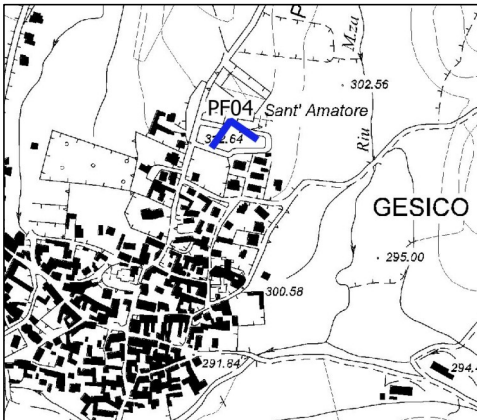 M.za
302.56
PF04
Sant' Amatore
Riu
GESICO
295.00
300.58
291.84